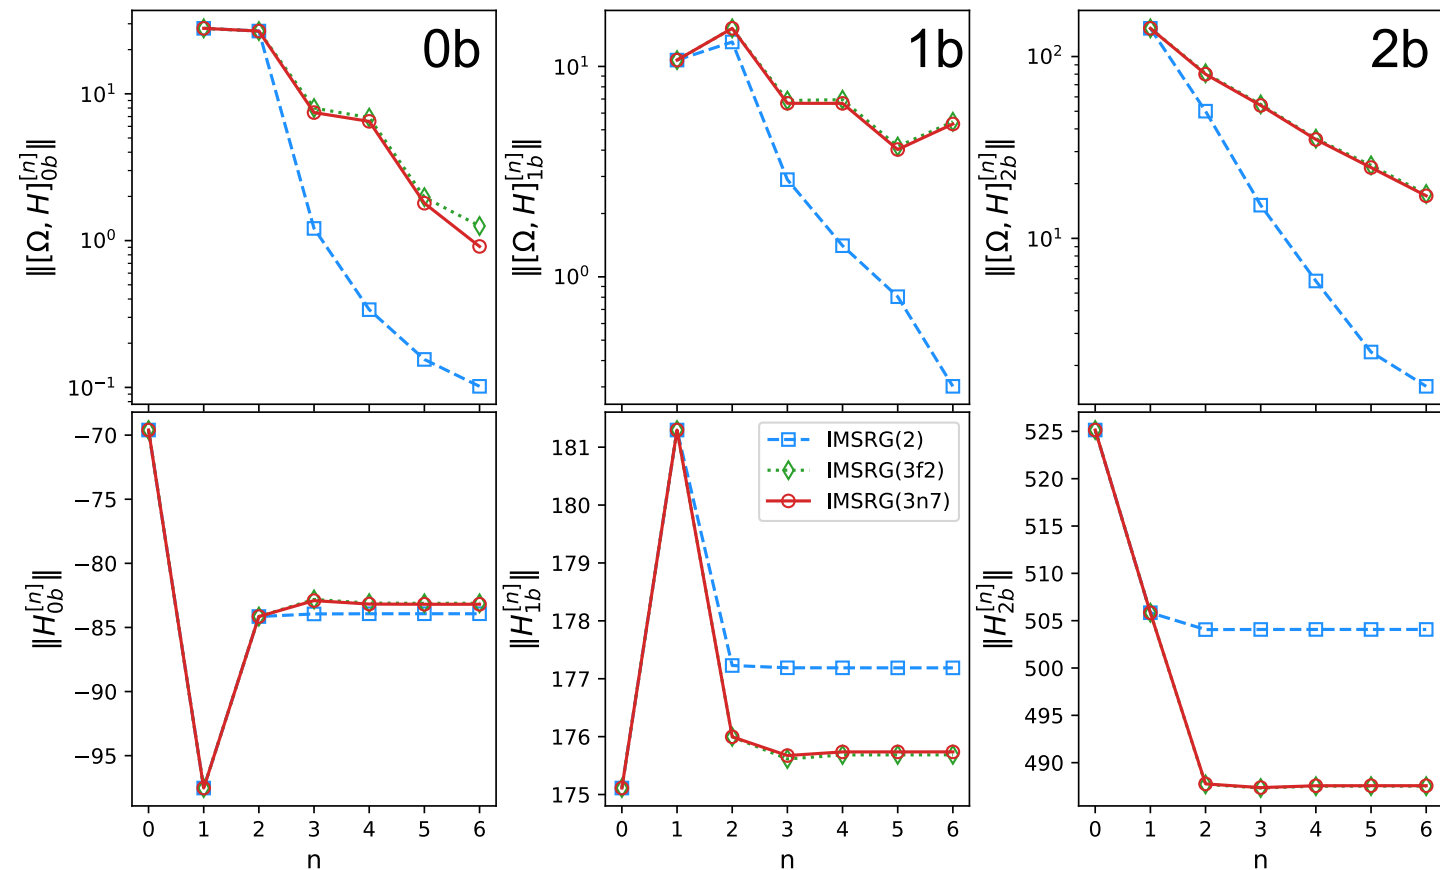 0b
1b
2b
‖[Ω, H]^{[n]}_{0b}‖
10^1
10^0
10^{−1}
‖[Ω, H]^{[n]}_{1b}‖
10^1
10^0
‖[Ω, H]^{[n]}_{2b}‖
10^2
10^1
‖H^{[n]}_{0b}‖
−70
−75
−80
−85
−90
−95
0 1 2 3 4 5 6
n
‖H^{[n]}_{1b}‖
181
180
179
178
177
176
175
IMSRG(2)
IMSRG(3f2)
IMSRG(3n7)
0 1 2 3 4 5 6
n
‖H^{[n]}_{2b}‖
525
520
515
510
505
500
495
490
0 1 2 3 4 5 6
n